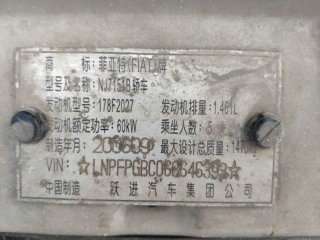 商 标:菲亚特(FIAT)牌
型号及名称:NJ7153B轿车
发动机型号:178F2027 发动机排量:1.461L
发动机额定功率:60kW 乘坐人数:5
制造年月:200609 最大设计总质量:
VIN:
中国制造 跃进汽车集团公司